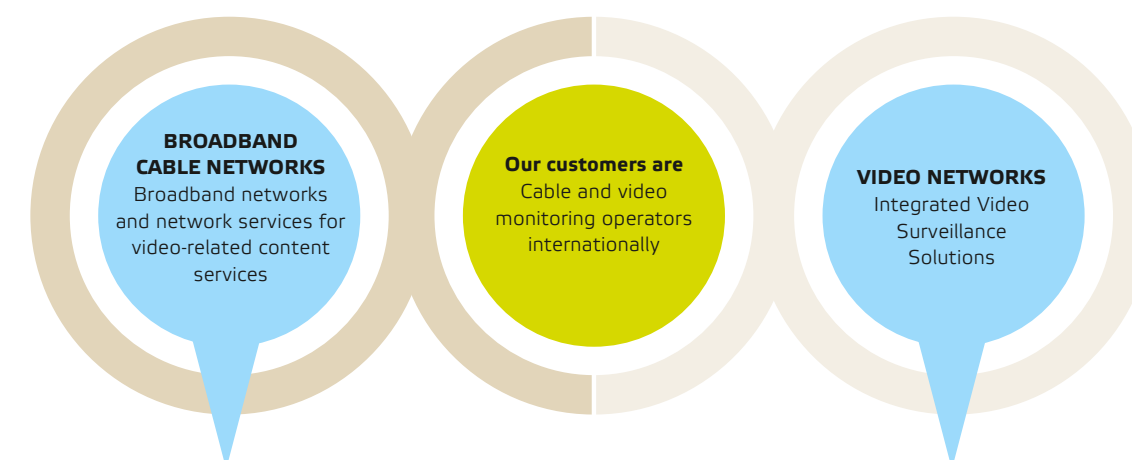 BROADBAND
CABLE NETWORKS
Broadband networks
and network services for
video-related content
services
Our customers are
Cable and video
monitoring operators
internationally
VIDEO NETWORKS
Integrated Video
Surveillance
Solutions